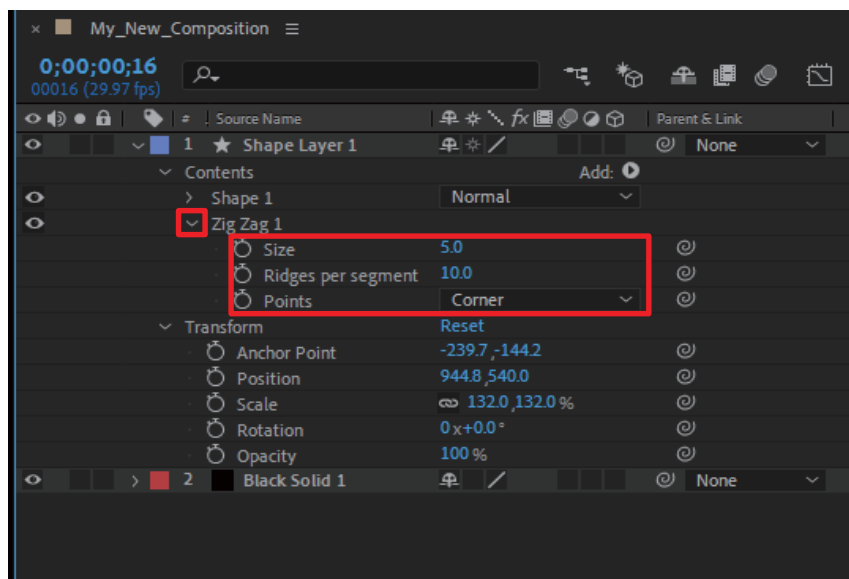 × My_New_Composition ≡
0;00;00;16
00016 (29.97 fps)
# Source Name fx Parent & Link
1 Shape Layer 1 None
Contents Add:
Shape 1 Normal
Zig Zag 1
Size 5.0
Ridges per segment 10.0
Points Corner
Transform Reset
Anchor Point -239.7,-144.2
Position 944.8,540.0
Scale 132.0,132.0 %
Rotation 0x+0.0°
Opacity 100 %
2 Black Solid 1 None